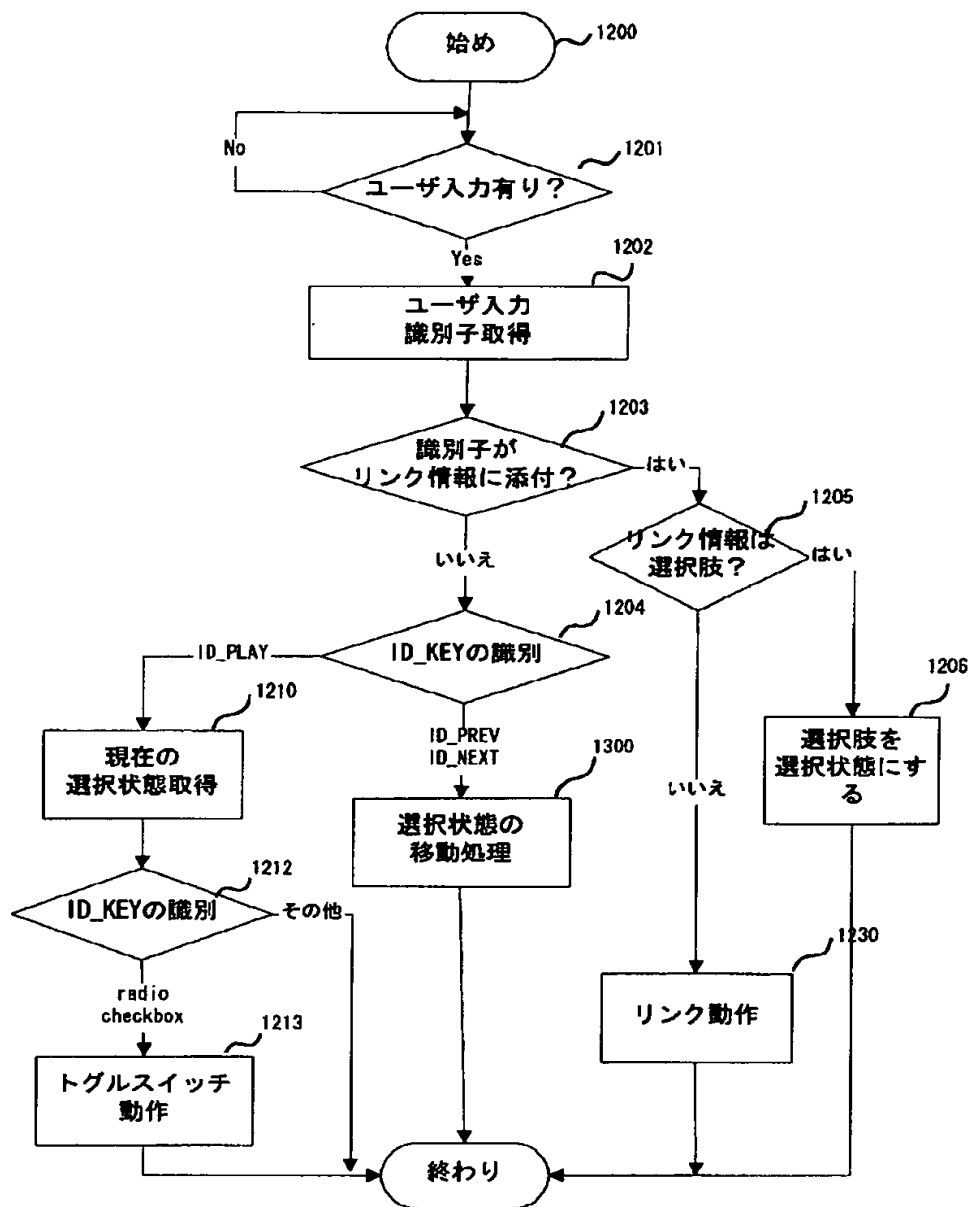 始め
1200
No
1201
ユーザ入力有り？
Yes
1202
ユーザ入力
識別子取得
1203
識別子が
リンク情報に添付？
はい
1205
リンク情報は
選択肢？
はい
いいえ
1204
ID_KEYの識別
ID_PLAY
1210
現在の
選択状態取得
ID_PREV
ID_NEXT
1300
選択状態の
移動処理
いいえ
1206
選択肢を
選択状態にす
る
1212
ID_KEYの識別
その他
radio
checkbox
1213
トグルスイッチ
動作
1230
リンク動作
終わり